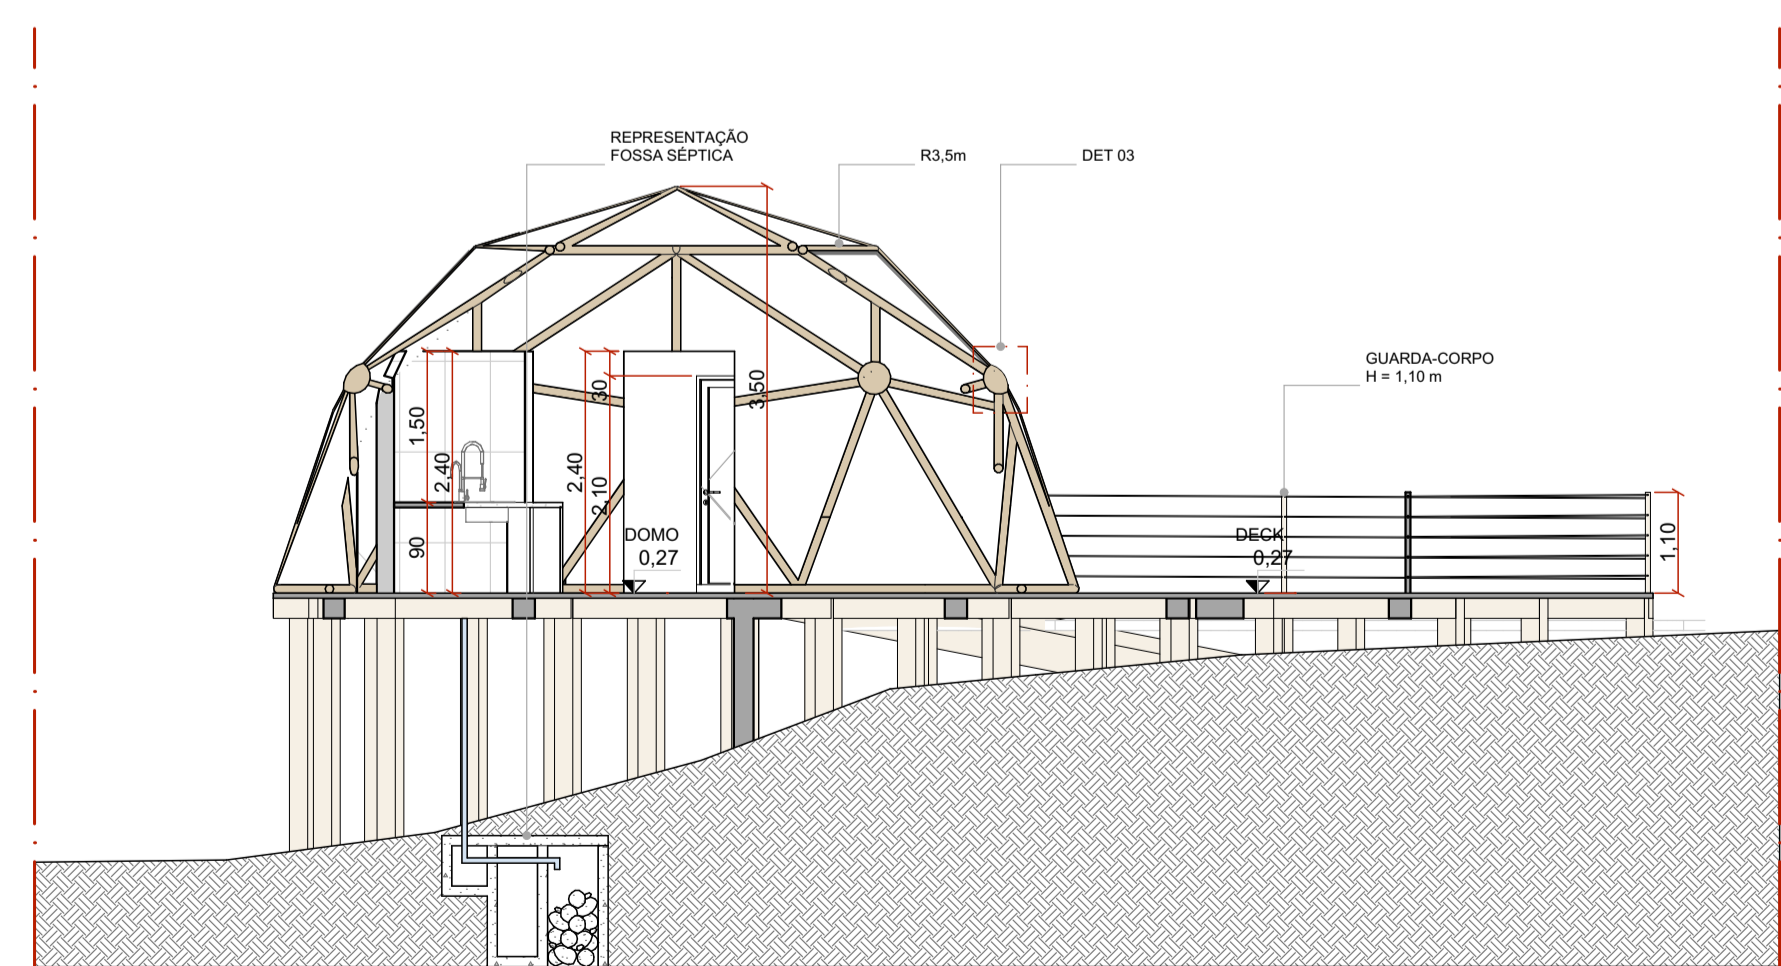 REPRESENTAÇÃO
FOSSA SÉPTICA
R3,5m
DET 03
GUARDA-CORPO
H = 1,10 m
3,50
30
1,50
2,40
2,40
2,10
90
DOMO
0,27
DECK
0,27
1,10